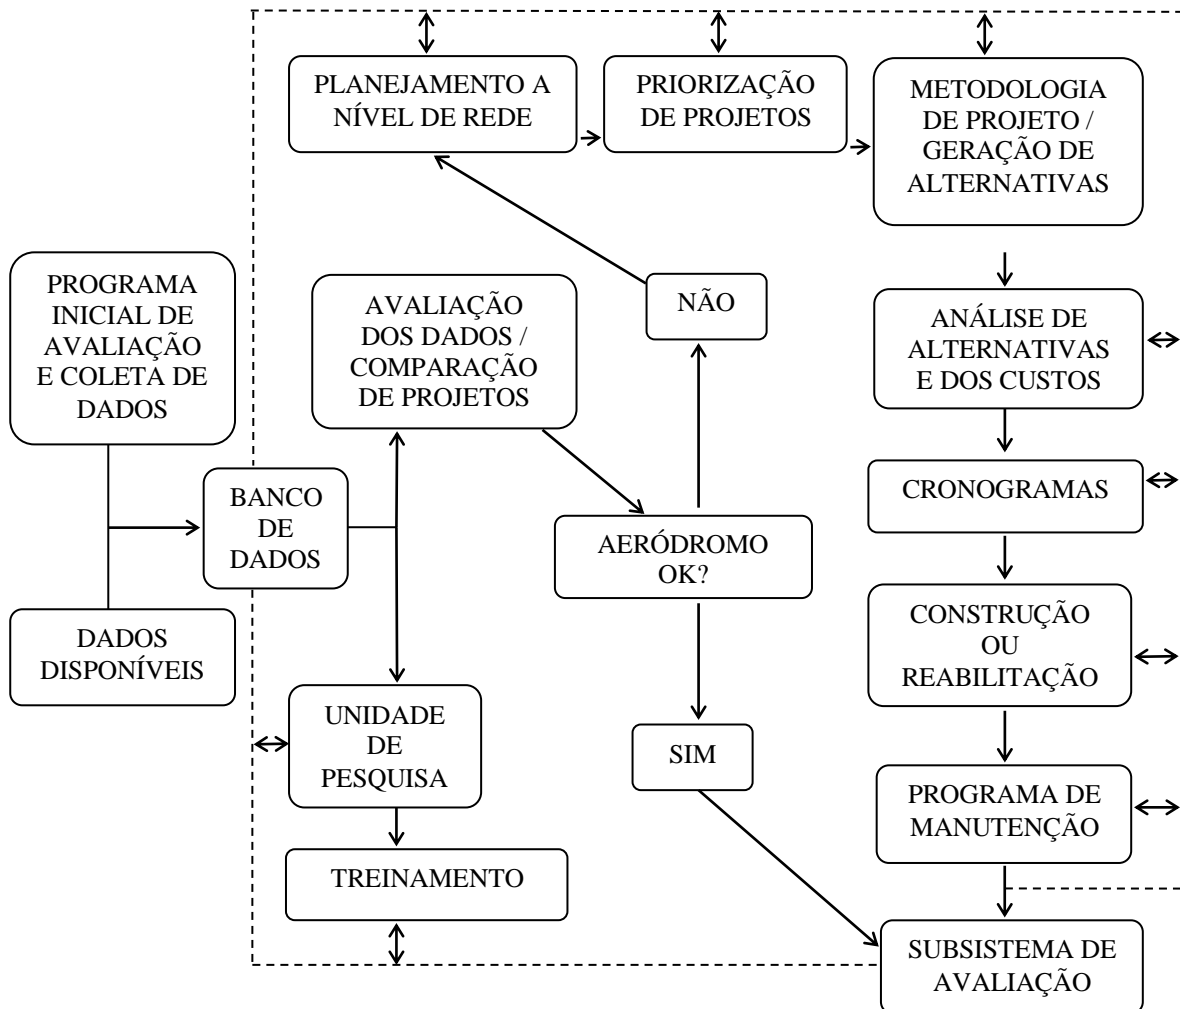 PLANEJAMENTO A
NÍVEL DE REDE
PRIORIZAÇÃO
DE PROJETOS
METODOLOGIA
DE PROJETO /
GERAÇÃO DE
ALTERNATIVAS
PROGRAMA
INICIAL DE
AVALIAÇÃO
E COLETA DE
DADOS
AVALIAÇÃO
DOS DADOS /
COMPARAÇÃO
DE PROJETOS
NÃO
ANÁLISE DE
ALTERNATIVAS
E DOS CUSTOS
BANCO
DE
DADOS
CRONOGRAMAS
AERÓDROMO
OK?
DADOS
DISPONÍVEIS
CONSTRUÇÃO
OU
REABILITAÇÃO
UNIDADE
DE
PESQUISA
SIM
PROGRAMA DE
MANUTENÇÃO
TREINAMENTO
SUBSISTEMA DE
AVALIAÇÃO